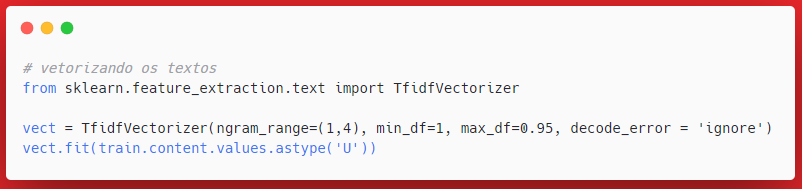 # vetorizando os textos
from sklearn.feature_extraction.text import TfidfVectorizer
vect = TfidfVectorizer(ngram_range=(1,4), min_df=1, max_df=0.95, decode_error = 'ignore')
vect.fit(train.content.values.astype('U'))